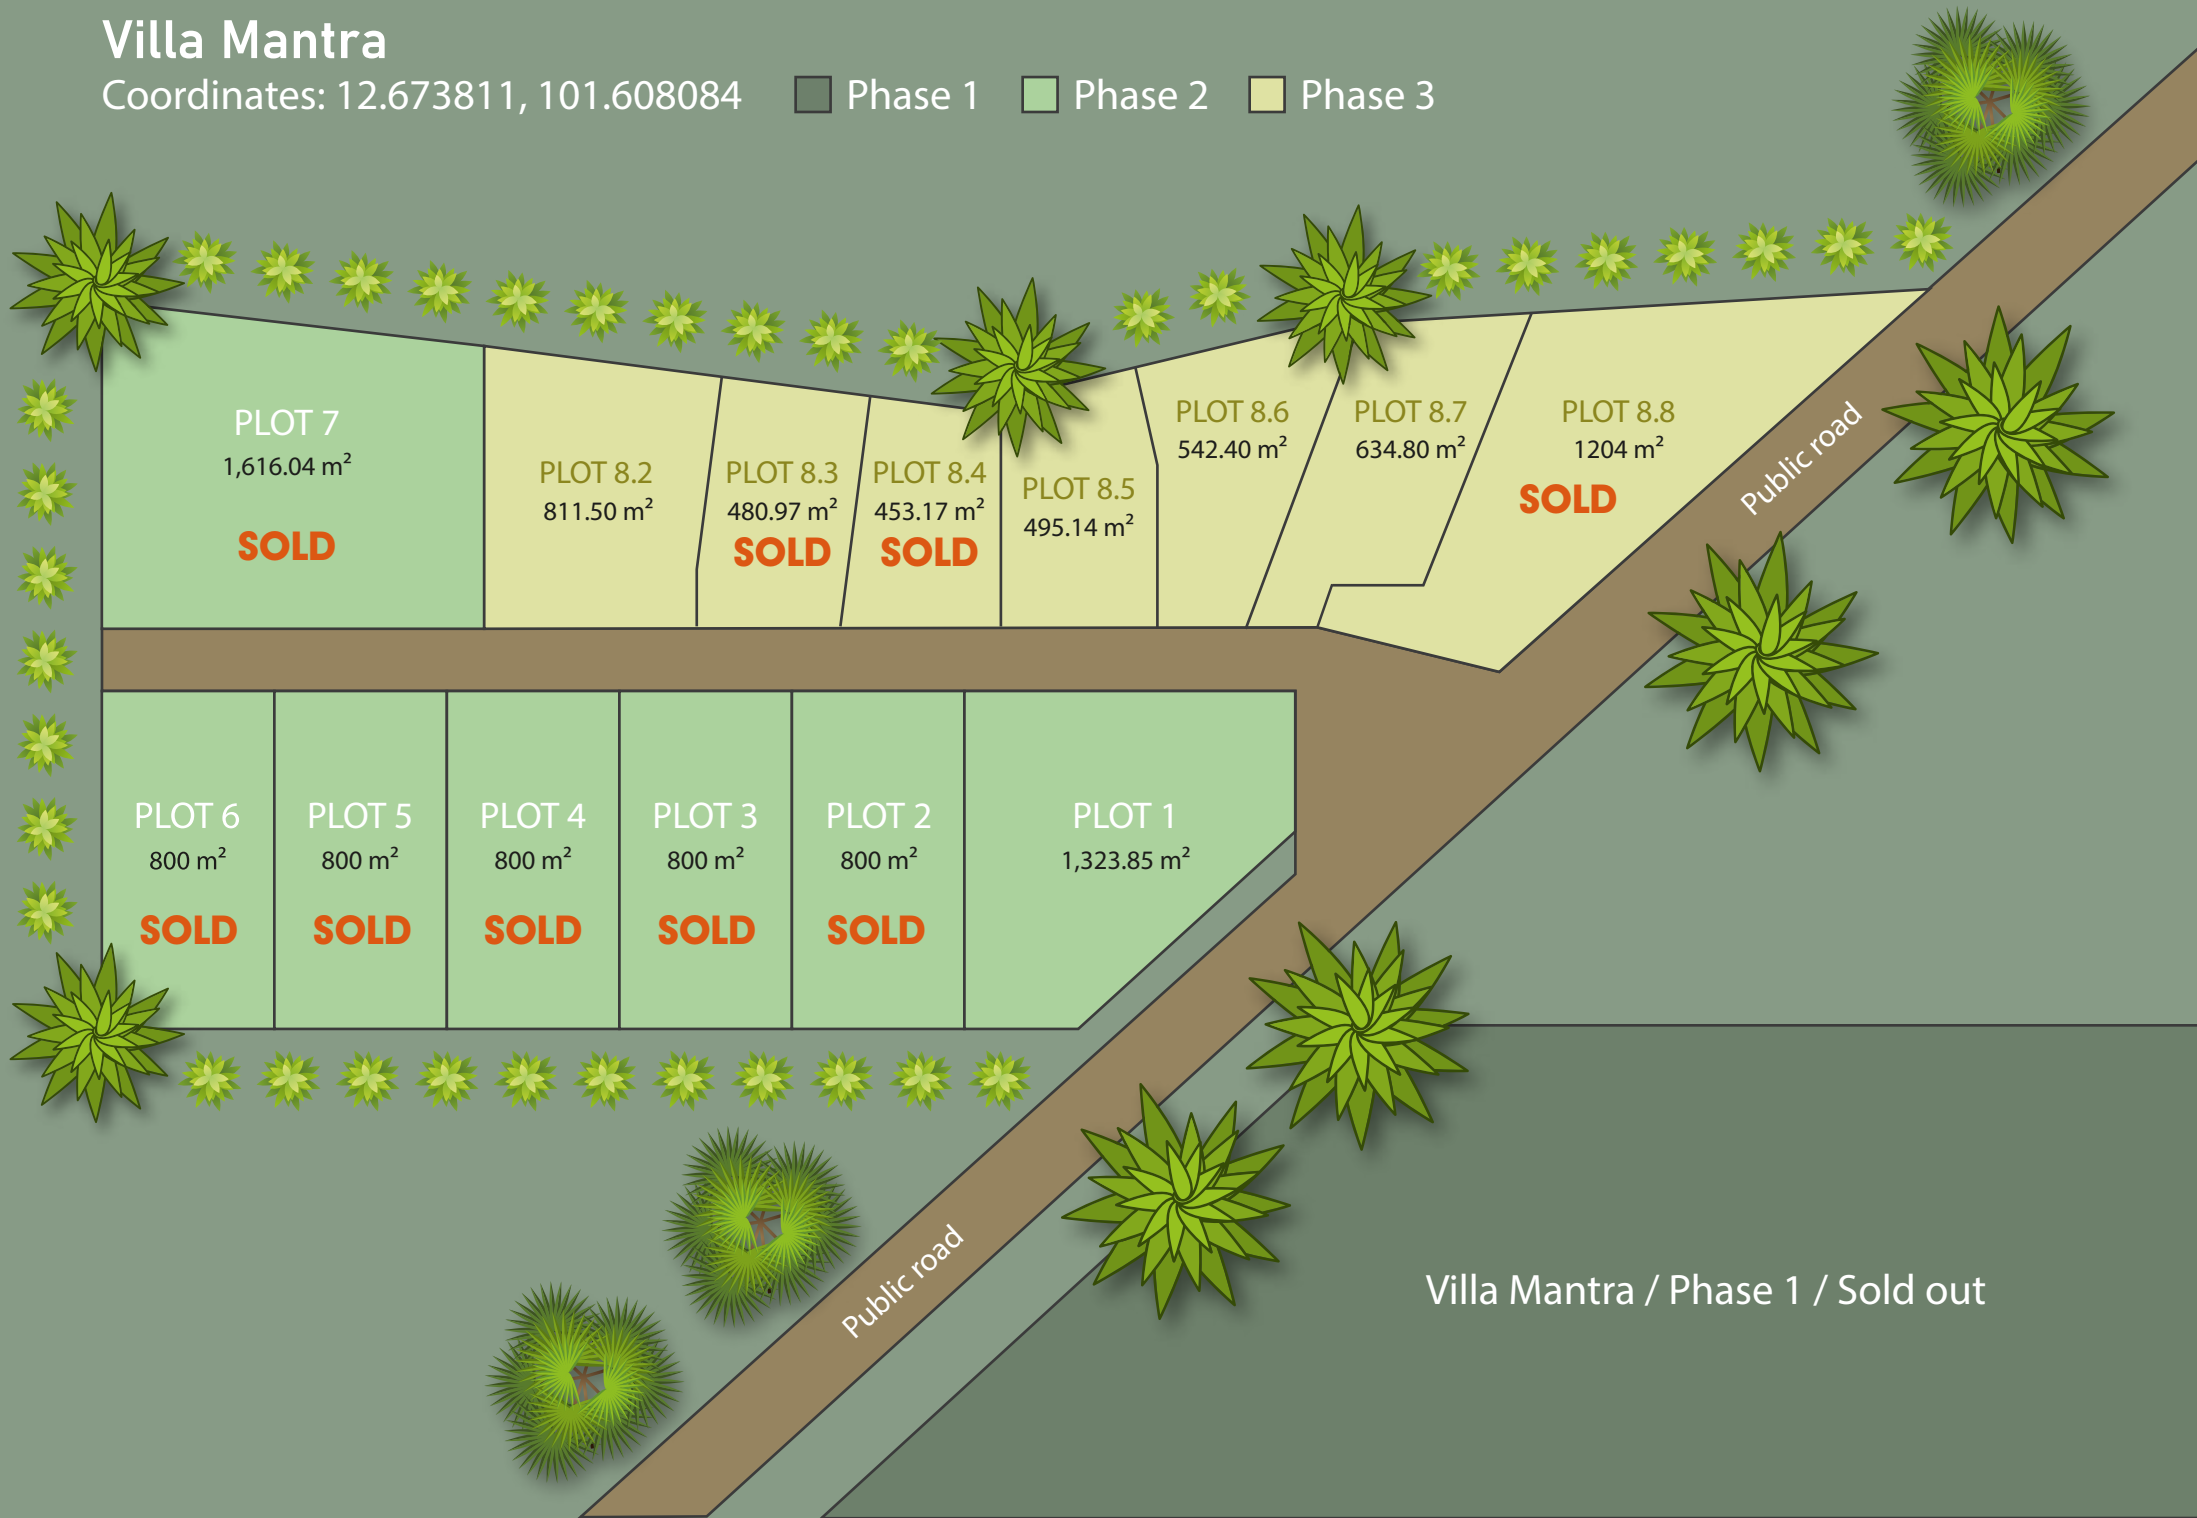 Villa Mantra
Coordinates: 12.673811, 101.608084
Phase 1
Phase 2
Phase 3
PLOT 7
1,616.04 m²
SOLD
PLOT 8.2
811.50 m²
PLOT 8.3
480.97 m²
SOLD
PLOT 8.4
453.17 m²
SOLD
PLOT 8.5
495.14 m²
PLOT 8.6
542.40 m²
PLOT 8.7
634.80 m²
PLOT 8.8
1204 m²
SOLD
Public road
PLOT 6
800 m²
SOLD
PLOT 5
800 m²
SOLD
PLOT 4
800 m²
SOLD
PLOT 3
800 m²
SOLD
PLOT 2
800 m²
SOLD
PLOT 1
1,323.85 m²
Public road
Villa Mantra / Phase 1 / Sold out